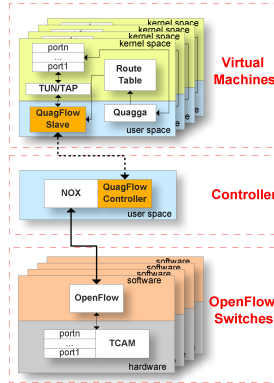 kernel space
kernel space
kernel space
kernel space
portn
...
port1
Route
Table
TUN/TAP
QuagFlow
Slave
Quagga
user space
Virtual
Machines
NOX
QuagFlow
Controller
user space
Controller
software
software
software
software
OpenFlow
portn
...
port1
TCAM
hardware
OpenFlow
Switches